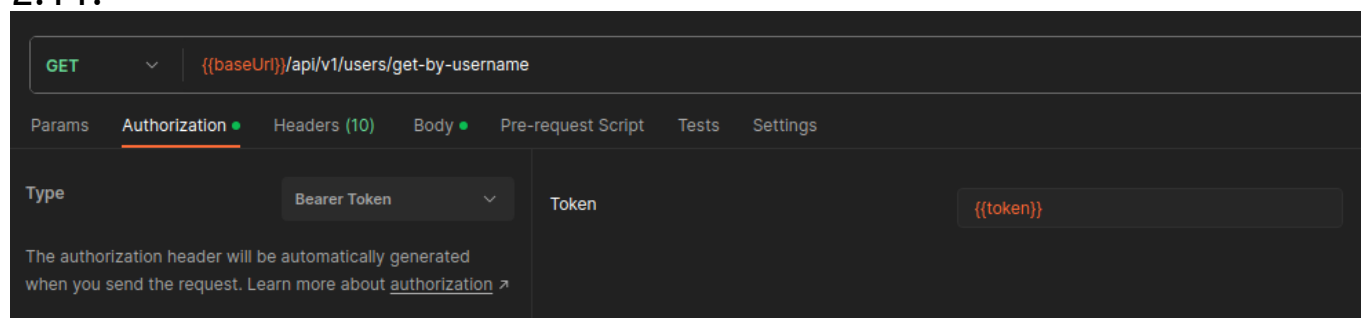 GET {{baseUrl}}/api/v1/users/get-by-username
Params Authorization Headers (10) Body Pre-request Script Tests Settings
Type Bearer Token Token {{token}}
The authorization header will be automatically generated
when you send the request. Learn more about authorization ↗